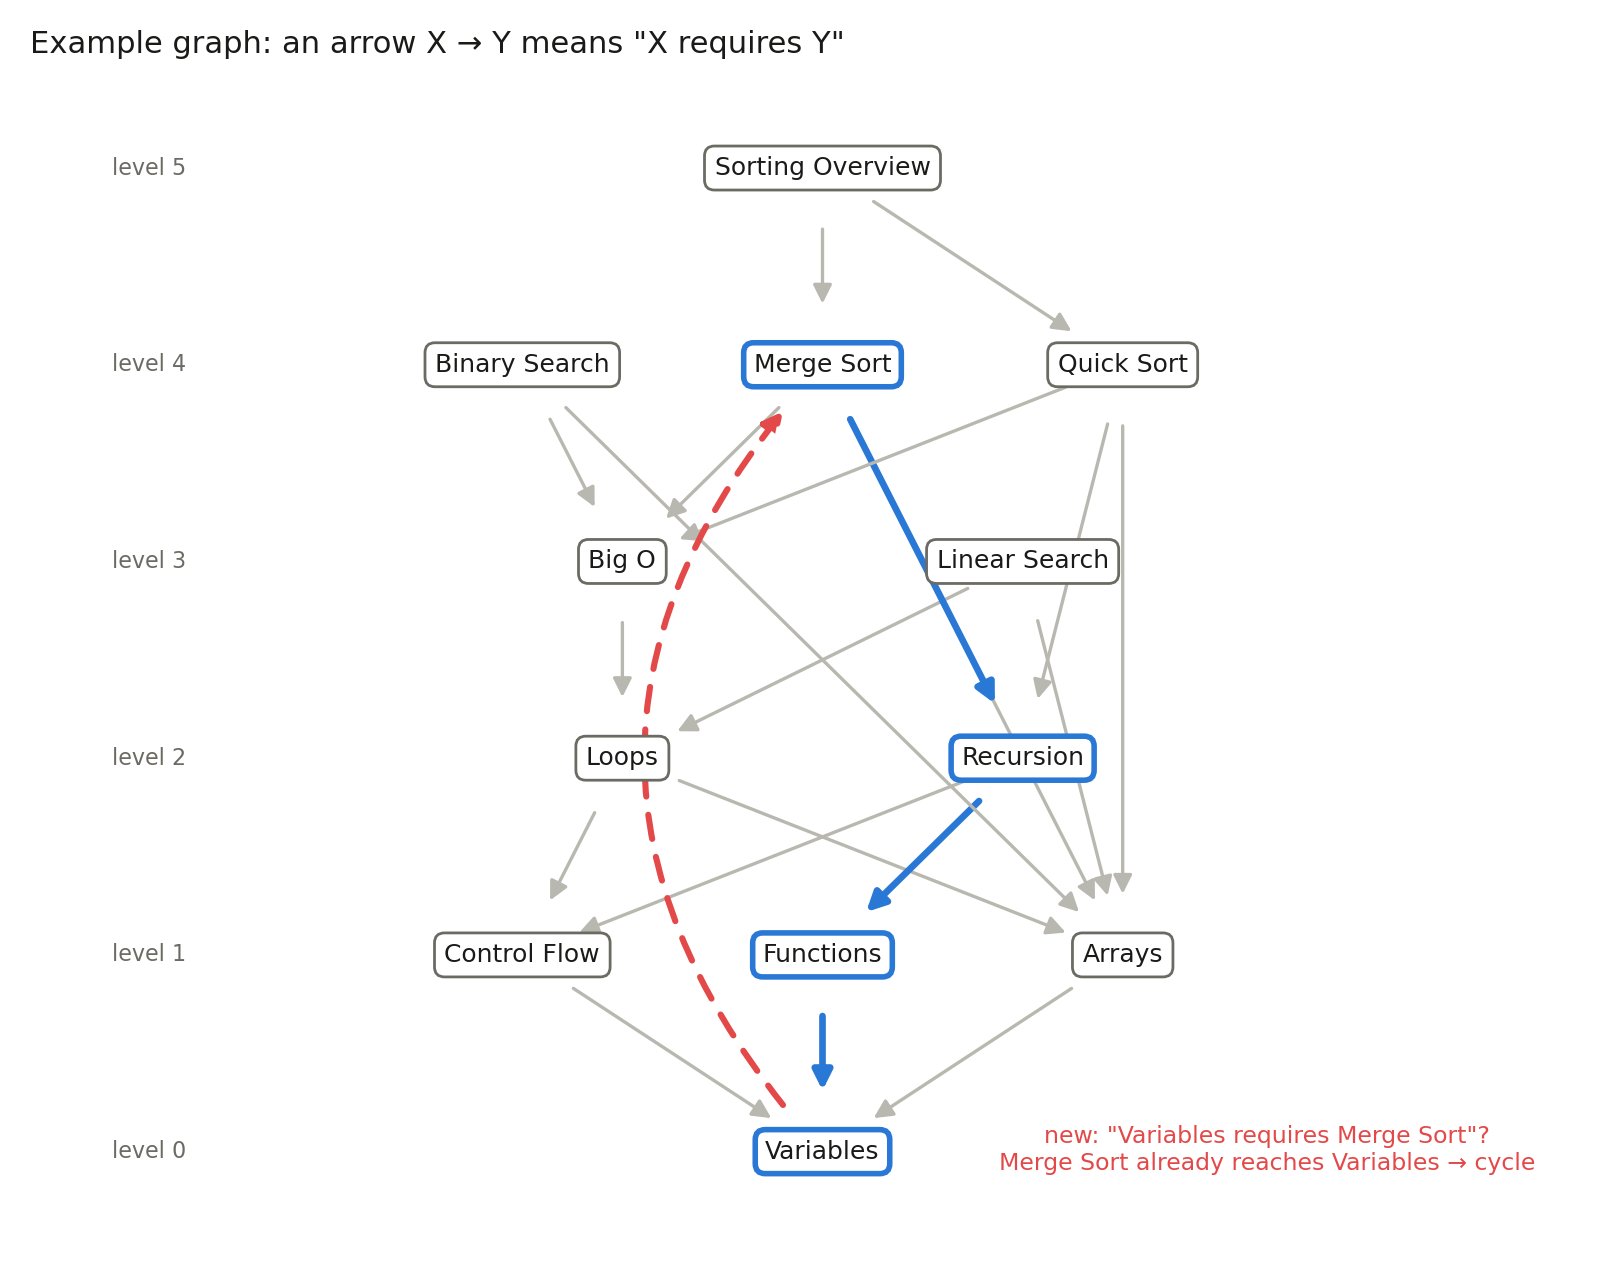 Example graph: an arrow X → Y means "X requires Y"
level 5
Sorting Overview
level 4
Binary Search
Merge Sort
Quick Sort
level 3
Big O
Linear Search
level 2
Loops
Recursion
level 1
Control Flow
Functions
Arrays
level 0
Variables
new: "Variables requires Merge Sort"?
Merge Sort already reaches Variables → cycle